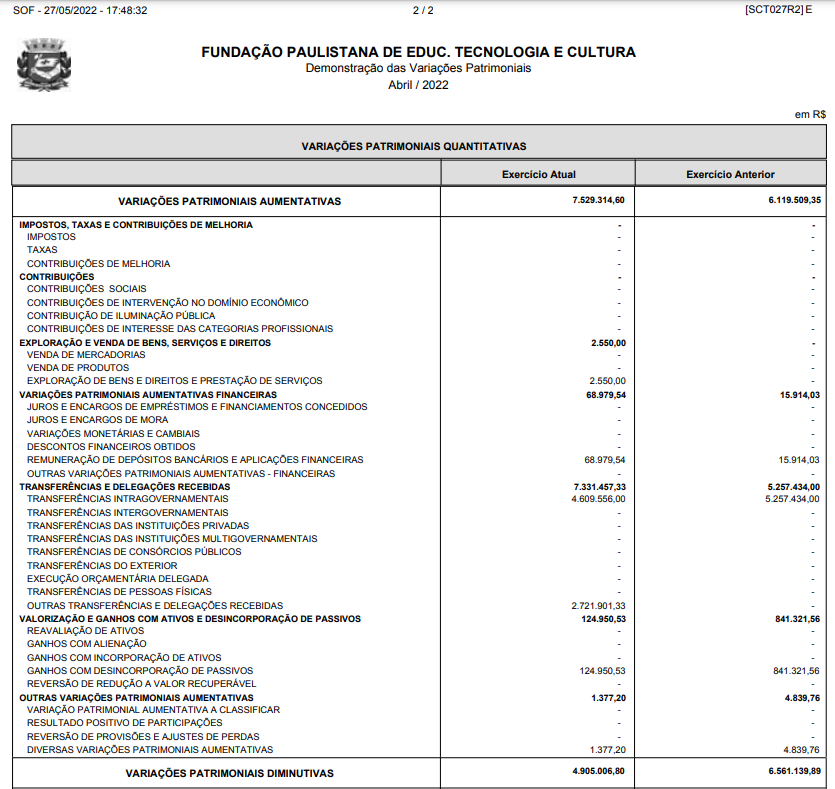 SOF - 27/05/2022 - 17:48:32 2 / 2 [SCT027R2] E
FUNDAÇÃO PAULISTANA DE EDUC. TECNOLOGIA E CULTURA
Demonstração das Variações Patrimoniais
Abril / 2022
em R$
VARIAÇÕES PATRIMONIAIS QUANTITATIVAS
Exercício Atual Exercício Anterior
VARIAÇÕES PATRIMONIAIS AUMENTATIVAS 7.529.314,60 6.119.509,35
IMPOSTOS, TAXAS E CONTRIBUIÇÕES DE MELHORIA - -
IMPOSTOS - -
TAXAS - -
CONTRIBUIÇÕES DE MELHORIA - -
CONTRIBUIÇÕES - -
CONTRIBUIÇÕES SOCIAIS - -
CONTRIBUIÇÕES DE INTERVENÇÃO NO DOMÍNIO ECONÔMICO - -
CONTRIBUIÇÃO DE ILUMINAÇÃO PÚBLICA - -
CONTRIBUIÇÕES DE INTERESSE DAS CATEGORIAS PROFISSIONAIS - -
EXPLORAÇÃO E VENDA DE BENS, SERVIÇOS E DIREITOS 2.550,00 -
VENDA DE MERCADORIAS - -
VENDA DE PRODUTOS - -
EXPLORAÇÃO DE BENS E DIREITOS E PRESTAÇÃO DE SERVIÇOS 2.550,00 -
VARIAÇÕES PATRIMONIAIS AUMENTATIVAS FINANCEIRAS 68.979,54 15.914,03
JUROS E ENCARGOS DE EMPRÉSTIMOS E FINANCIAMENTOS CONCEDIDOS - -
JUROS E ENCARGOS DE MORA - -
VARIAÇÕES MONETÁRIAS E CAMBIAIS - -
DESCONTOS FINANCEIROS OBTIDOS - -
REMUNERAÇÃO DE DEPÓSITOS BANCÁRIOS E APLICAÇÕES FINANCEIRAS 68.979,54 15.914,03
OUTRAS VARIAÇÕES PATRIMONIAIS AUMENTATIVAS - FINANCEIRAS - -
TRANSFERÊNCIAS E DELEGAÇÕES RECEBIDAS 7.331.457,33 5.257.434,00
TRANSFERÊNCIAS INTRAGOVERNAMENTAIS 4.609.556,00 5.257.434,00
TRANSFERÊNCIAS INTERGOVERNAMENTAIS - -
TRANSFERÊNCIAS DAS INSTITUIÇÕES PRIVADAS - -
TRANSFERÊNCIAS DAS INSTITUIÇÕES MULTIGOVERNAMENTAIS - -
TRANSFERÊNCIAS DE CONSÓRCIOS PÚBLICOS - -
TRANSFERÊNCIAS DO EXTERIOR - -
EXECUÇÃO ORÇAMENTÁRIA DELEGADA - -
TRANSFERÊNCIAS DE PESSOAS FÍSICAS - -
OUTRAS TRANSFERÊNCIAS E DELEGAÇÕES RECEBIDAS 2.721.901,33 -
VALORIZAÇÃO E GANHOS COM ATIVOS E DESINCORPORAÇÃO DE PASSIVOS 124.950,53 841.321,56
REAVALIAÇÃO DE ATIVOS - -
GANHOS COM ALIENAÇÃO - -
GANHOS COM INCORPORAÇÃO DE ATIVOS - -
GANHOS COM DESINCORPORAÇÃO DE PASSIVOS 124.950,53 841.321,56
REVERSÃO DE REDUÇÃO A VALOR RECUPERÁVEL - -
OUTRAS VARIAÇÕES PATRIMONIAIS AUMENTATIVAS 1.377,20 4.839,76
VARIAÇÃO PATRIMONIAL AUMENTATIVA A CLASSIFICAR - -
RESULTADO POSITIVO DE PARTICIPAÇÕES - -
REVERSÃO DE PROVISÕES E AJUSTES DE PERDAS - -
DIVERSAS VARIAÇÕES PATRIMONIAIS AUMENTATIVAS 1.377,20 4.839,76
VARIAÇÕES PATRIMONIAIS DIMINUTIVAS 4.905.006,80 6.561.139,89